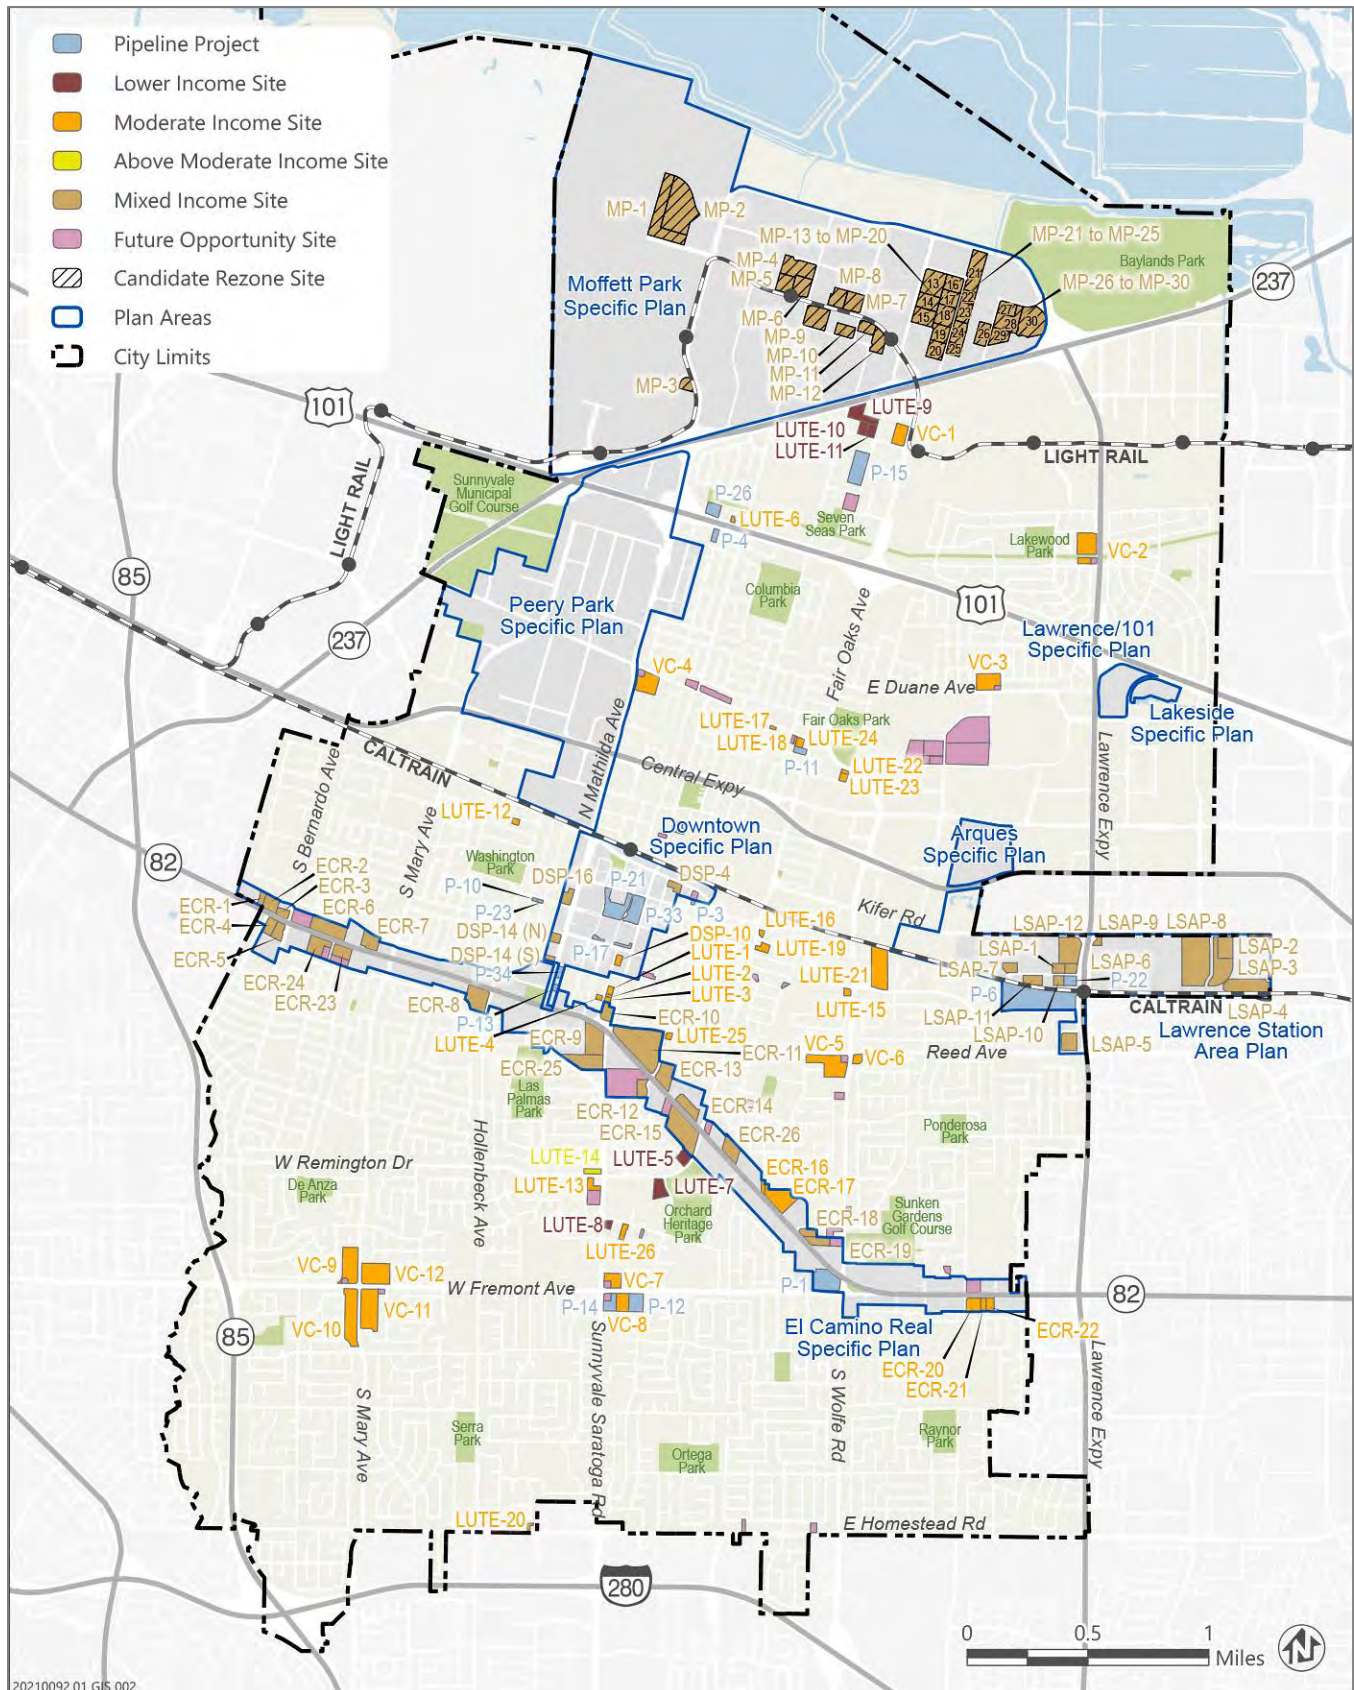 Pipeline Project
Lower Income Site
Moderate Income Site
Above Moderate Income Site
Mixed Income Site
Future Opportunity Site
Candidate Rezone Site
Plan Areas
City Limits
MP-1
MP-2
MP-13 to MP-20
MP-21 to MP-25
Baylands Park
MP-26 to MP-30
237
MP-4
MP-5
MP-8
MP-7
Moffett Park
Specific Plan
MP-6
MP-9
MP-10
MP-11
MP-12
MP-3
13
16
21
14
17
22
15
18
23
19
24
20
25
26
27
28
29
30
101
LUTE-9
LUTE-10
LUTE-11
VC-1
LIGHT RAIL
P-15
Sunnyvale
Municipal
Golf Course
LIGHT RAIL
P-26
LUTE-6
P-4
Seven
Seas Park
Lakewood
Park
VC-2
85
Columbia
Park
101
Peery Park
Specific Plan
237
Fair Oaks Ave
Lawrence/101
Specific Plan
VC-4
VC-3
E Duane Ave
Lakeside
Specific Plan
LUTE-17
Fair Oaks Park
LUTE-18
LUTE-24
P-11
LUTE-22
LUTE-23
N Mathilda Ave
Central Expy
Lawrence Expy
CALTRAIN
S Bernardo Ave
S Mary Ave
LUTE-12
Downtown
Specific Plan
Arques
Specific Plan
82
Washington
Park
ECR-2
ECR-3
ECR-1
ECR-6
ECR-4
ECR-7
ECR-5
ECR-24
ECR-23
P-10
P-23
DSP-16
P-21
DSP-4
P-33
P-3
DSP-14 (N)
DSP-14 (S)
P-17
P-34
DSP-10
LUTE-1
LUTE-2
LUTE-3
LUTE-16
LUTE-19
LUTE-21
LUTE-15
Kifer Rd
LSAP-12
LSAP-9
LSAP-8
LSAP-1
LSAP-2
LSAP-7
LSAP-6
LSAP-3
P-6
P-22
LSAP-11
LSAP-10
LSAP-4
CALTRAIN
LSAP-5
Lawrence Station
Area Plan
ECR-8
P-13
LUTE-4
ECR-9
ECR-10
LUTE-25
ECR-11
VC-5
VC-6
Reed Ave
ECR-25
ECR-13
Las
Palmas
Park
ECR-12
ECR-14
ECR-15
ECR-26
Ponderosa
Park
Hollenbeck Ave
W Remington Dr
De Anza
Park
LUTE-14
LUTE-5
LUTE-13
LUTE-7
ECR-16
ECR-17
Orchard
Heritage
Park
LUTE-8
LUTE-26
ECR-18
Sunken
Gardens
Golf Course
ECR-19
VC-9
VC-12
W Fremont Ave
VC-7
P-1
82
VC-11
VC-10
P-14
P-12
VC-8
85
El Camino Real
Specific Plan
ECR-22
ECR-20
ECR-21
S Mary Ave
Sunnyvale Saratoga Rd
S Wolfe Rd
Lawrence Expy
Serra
Park
Ortega
Park
Raynor
Park
LUTE-20
E Homestead Rd
280
0 0.5 1
Miles
N
20210092.01 GIS 002